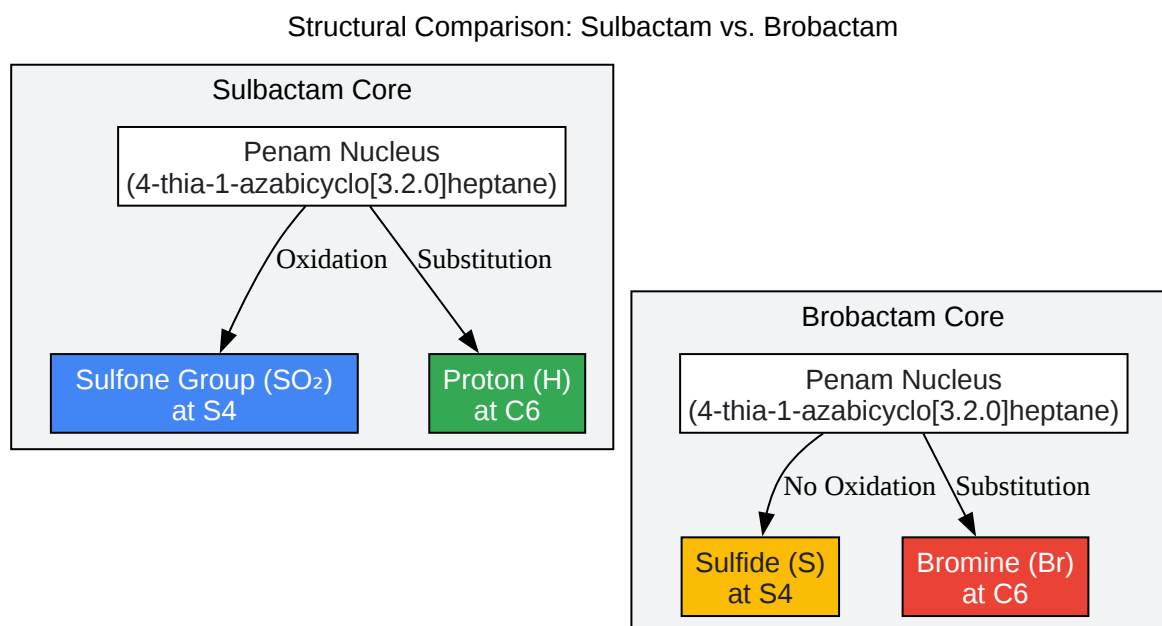 Structural Comparison: Sulbactam vs. Brobactam
Sulbactam Core
Penam Nucleus
(4-thia-1-azabicyclo[3.2.0]heptane)
Oxidation
Substitution
Sulfone Group (SO₂)
at S4
Proton (H)
at C6
Brobactam Core
Penam Nucleus
(4-thia-1-azabicyclo[3.2.0]heptane)
No Oxidation
Substitution
Sulfide (S)
at S4
Bromine (Br)
at C6